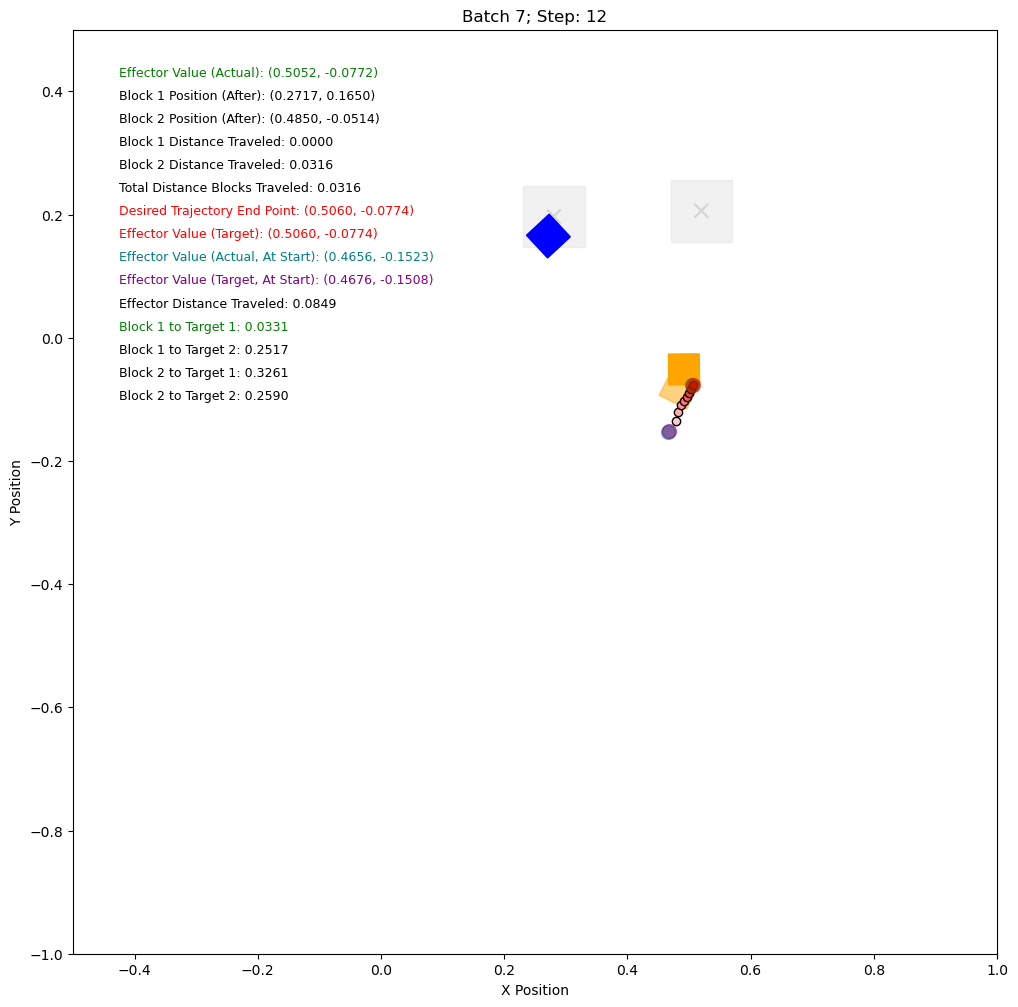 Batch 7; Step: 12
Effector Value (Actual): (0.5052, -0.0772)
Block 1 Position (After): (0.2717, 0.1650)
Block 2 Position (After): (0.4850, -0.0514)
Block 1 Distance Traveled: 0.0000
Block 2 Distance Traveled: 0.0316
Total Distance Blocks Traveled: 0.0316
Desired Trajectory End Point: (0.5060, -0.0774)
Effector Value (Target): (0.5060, -0.0774)
Effector Value (Actual, At Start): (0.4656, -0.1523)
Effector Value (Target, At Start): (0.4676, -0.1508)
Effector Distance Traveled: 0.0849
Block 1 to Target 1: 0.0331
Block 1 to Target 2: 0.2517
Block 2 to Target 1: 0.3261
Block 2 to Target 2: 0.2590
Y Position
0.4
0.2
0.0
−0.2
−0.4
−0.6
−0.8
−1.0
−0.4 −0.2 0.0 0.2 0.4 0.6 0.8 1.0
X Position